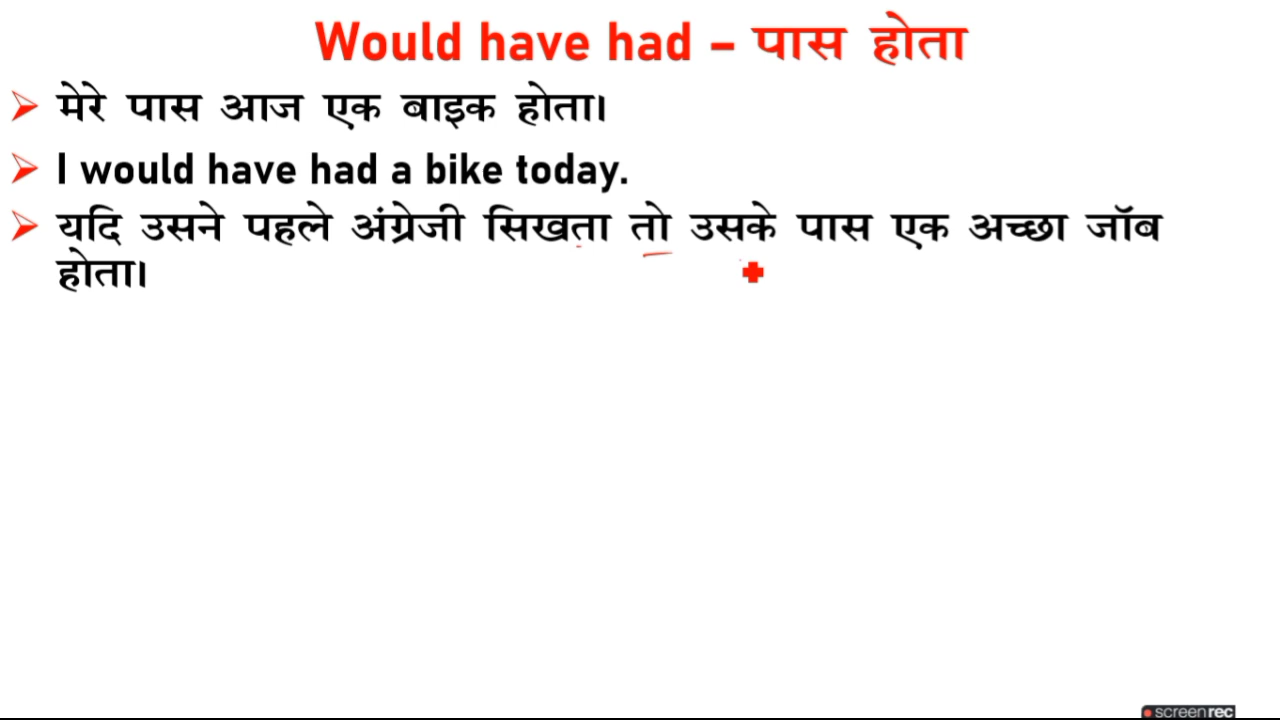 Would have had – पास होता
➢ मेरे पास आज एक बाइक होता।
➢ I would have had a bike today.
➢ यदि उसने पहले अंग्रेजी सिखता तो उसके पास एक अच्छा जॉब
होता।
screenrec